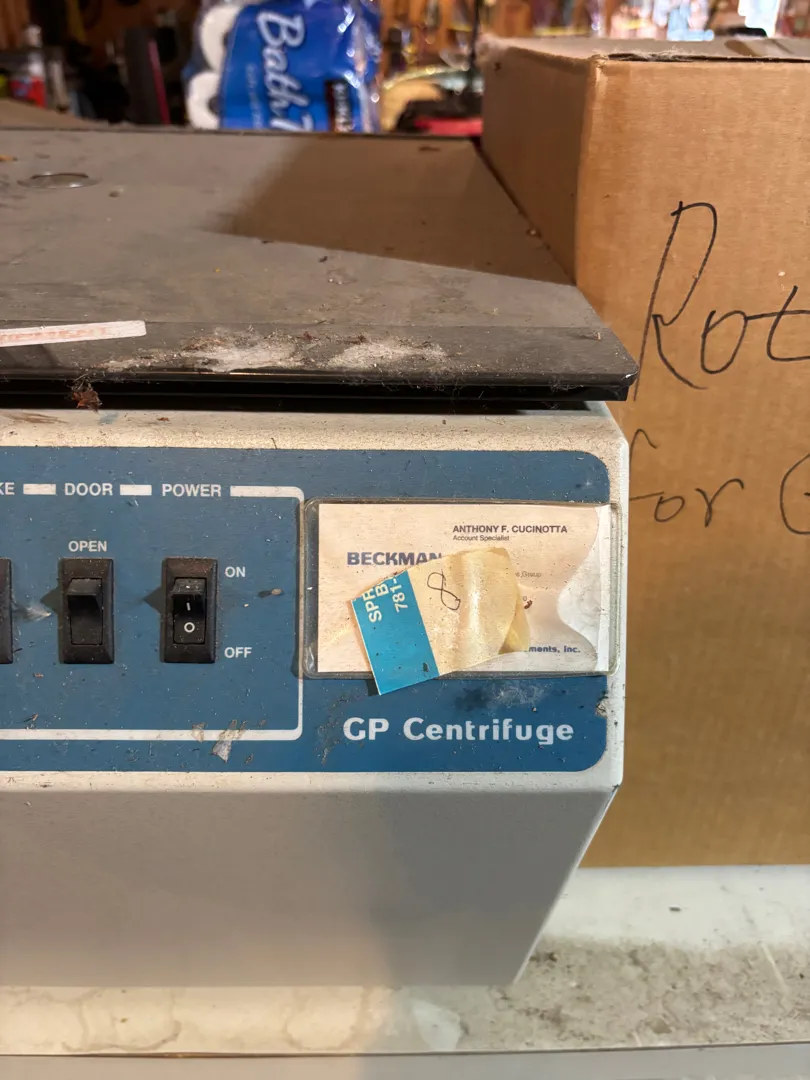 Bath T
Rot
for
KE DOOR POWER
OPEN
ON
OFF
ANTHONY F. CUCINOTTA
Account Specialist
BECKMAN
s Group
8
SPR
B
781-
ments, Inc.
GP Centrifuge